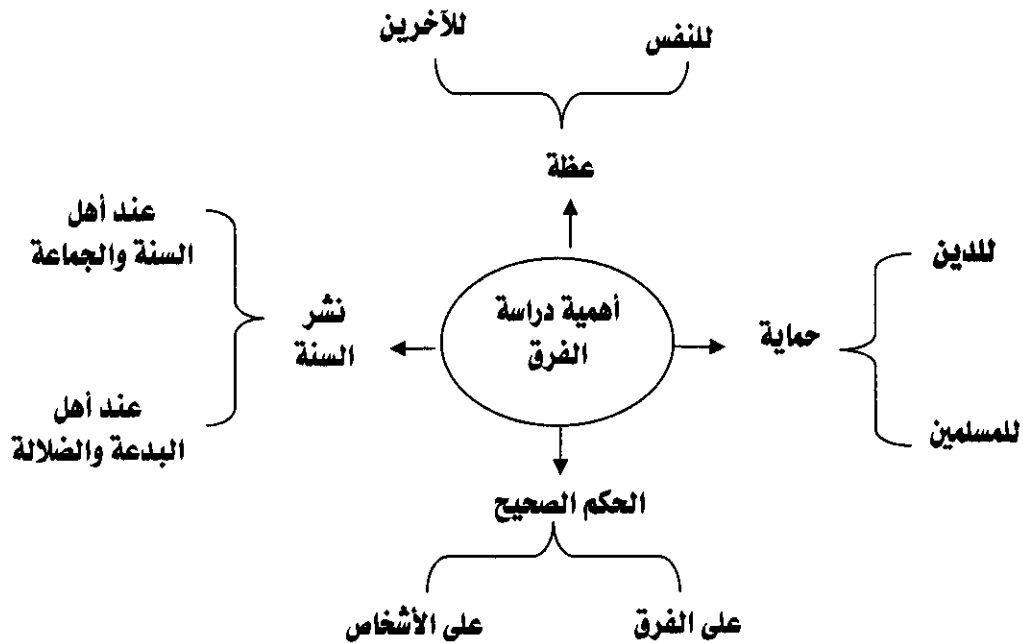 للنفس
للآخرين
عظة
أهمية دراسة
الفرق
حماية
للدين
للمسلمين
الحكم الصحيح
على الفرق
على الأشخاص
نشر
السنة
عند أهل
السنة والجماعة
عند أهل
البدعة والضلالة